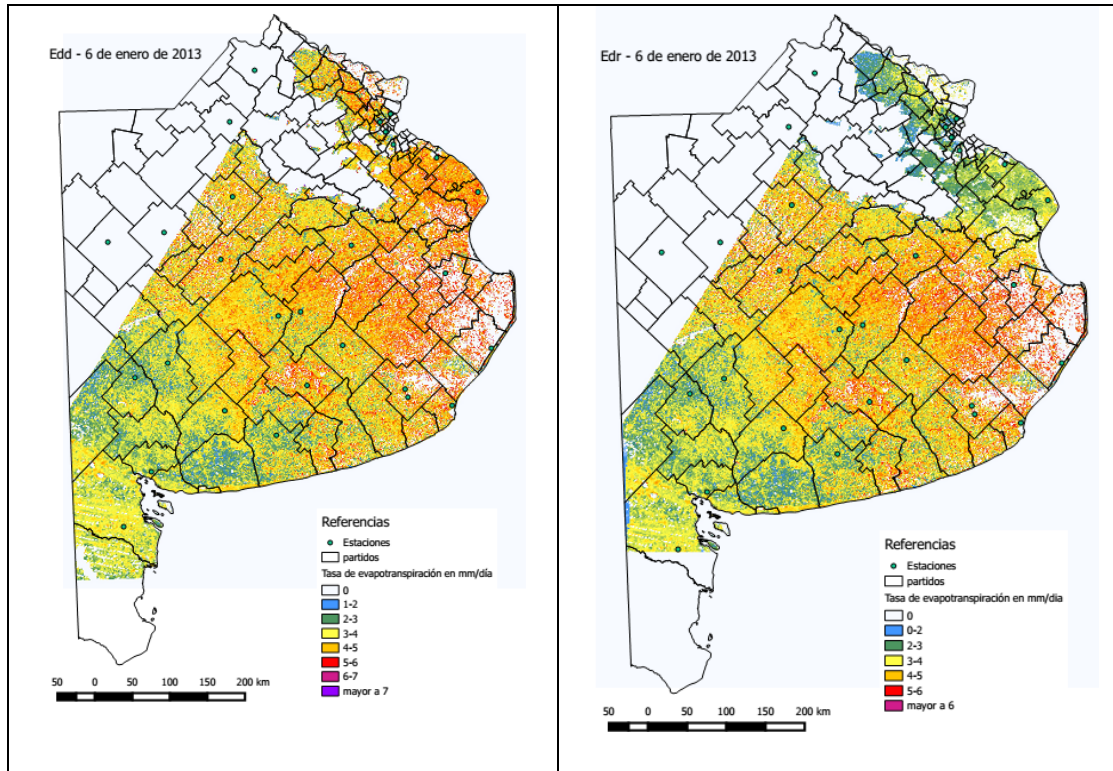 Edd - 6 de enero de 2013
Referencias
Estaciones
partidos
Tasa de evapotranspiración en mm/día
0
1-2
2-3
3-4
4-5
5-6
6-7
mayor a 7
50 0 50 100 150 200 km
Edr - 6 de enero de 2013
Referencias
Estaciones
partidos
Tasa de evapotranspiración en mm/dia
0
0-2
2-3
3-4
4-5
5-6
mayor a 6
50 0 50 100 150 200 km